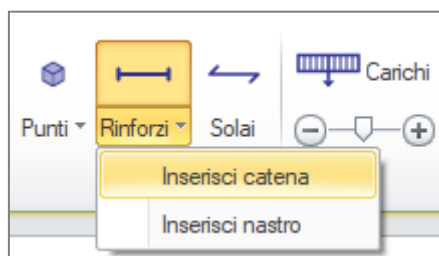 Carichi
Punti Rinforzi Solai
Inserisci catena
Inserisci nastro